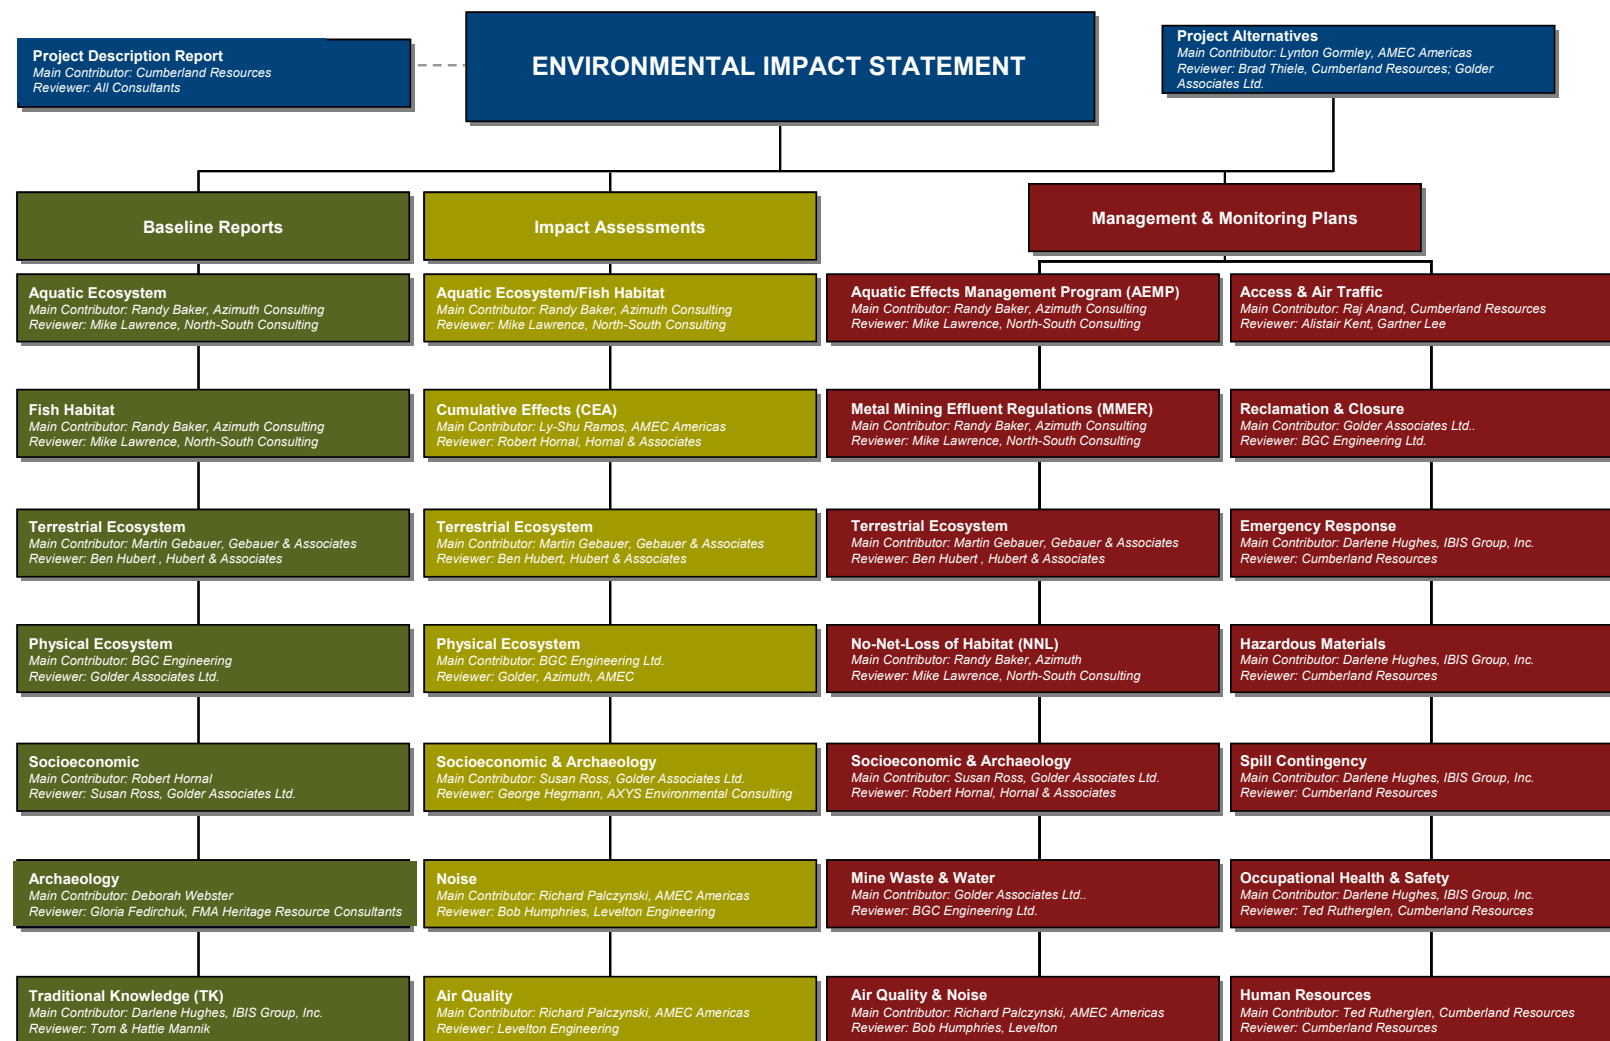 Project Description Report
Main Contributor: Cumberland Resources
Reviewer: All Consultants
ENVIRONMENTAL IMPACT STATEMENT
Project Alternatives
Main Contributor: Lynton Gormley, AMEC Americas
Reviewer: Brad Thiele, Cumberland Resources; Golder
Associates Ltd.
Baseline Reports
Aquatic Ecosystem
Main Contributor: Randy Baker, Azimuth Consulting
Reviewer: Mike Lawrence, North-South Consulting
Fish Habitat
Main Contributor: Randy Baker, Azimuth Consulting
Reviewer: Mike Lawrence, North-South Consulting
Terrestrial Ecosystem
Main Contributor: Martin Gebauer, Gebauer & Associates
Reviewer: Ben Hubert , Hubert & Associates
Physical Ecosystem
Main Contributor: BGC Engineering
Reviewer: Golder Associates Ltd.
Socioeconomic
Main Contributor: Robert Hornal
Reviewer: Susan Ross, Golder Associates Ltd.
Archaeology
Main Contributor: Deborah Webster
Reviewer: Gloria Fedirchuk, FMA Heritage Resource Consultants
Traditional Knowledge (TK)
Main Contributor: Darlene Hughes, IBIS Group, Inc.
Reviewer: Tom & Hattie Mannik
Impact Assessments
Aquatic Ecosystem/Fish Habitat
Main Contributor: Randy Baker, Azimuth Consulting
Reviewer: Mike Lawrence, North-South Consulting
Cumulative Effects (CEA)
Main Contributor: Ly-Shu Ramos, AMEC Americas
Reviewer: Robert Hornal, Hornal & Associates
Terrestrial Ecosystem
Main Contributor: Martin Gebauer, Gebauer & Associates
Reviewer: Ben Hubert, Hubert & Associates
Physical Ecosystem
Main Contributor: BGC Engineering Ltd.
Reviewer: Golder, Azimuth, AMEC
Socioeconomic & Archaeology
Main Contributor: Susan Ross, Golder Associates Ltd.
Reviewer: George Hegmann, AXYS Environmental Consulting
Noise
Main Contributor: Richard Palczynski, AMEC Americas
Reviewer: Bob Humphries, Levelton Engineering
Air Quality
Main Contributor: Richard Palczynski, AMEC Americas
Reviewer: Levelton Engineering
Management & Monitoring Plans
Aquatic Effects Management Program (AEMP)
Main Contributor: Randy Baker, Azimuth Consulting
Reviewer: Mike Lawrence, North-South Consulting
Metal Mining Effluent Regulations (MMER)
Main Contributor: Randy Baker, Azimuth Consulting
Reviewer: Mike Lawrence, North-South Consulting
Terrestrial Ecosystem
Main Contributor: Martin Gebauer, Gebauer & Associates
Reviewer: Ben Hubert , Hubert & Associates
No-Net-Loss of Habitat (NNL)
Main Contributor: Randy Baker, Azimuth
Reviewer: Mike Lawrence, North-South Consulting
Socioeconomic & Archaeology
Main Contributor: Susan Ross, Golder Associates Ltd.
Reviewer: Robert Hornal, Hornal & Associates
Mine Waste & Water
Main Contributor: Golder Associates Ltd..
Reviewer: BGC Engineering Ltd.
Air Quality & Noise
Main Contributor: Richard Palczynski, AMEC Americas
Reviewer: Bob Humphries, Levelton
Access & Air Traffic
Main Contributor: Raj Anand, Cumberland Resources
Reviewer: Alistair Kent, Gartner Lee
Reclamation & Closure
Main Contributor: Golder Associates Ltd..
Reviewer: BGC Engineering Ltd.
Emergency Response
Main Contributor: Darlene Hughes, IBIS Group, Inc.
Reviewer: Cumberland Resources
Hazardous Materials
Main Contributor: Darlene Hughes, IBIS Group, Inc.
Reviewer: Cumberland Resources
Spill Contingency
Main Contributor: Darlene Hughes, IBIS Group, Inc.
Reviewer: Cumberland Resources
Occupational Health & Safety
Main Contributor: Darlene Hughes, IBIS Group, Inc.
Reviewer: Ted Rutherglen, Cumberland Resources
Human Resources
Main Contributor: Ted Rutherglen, Cumberland Resources
Reviewer: Cumberland Resources